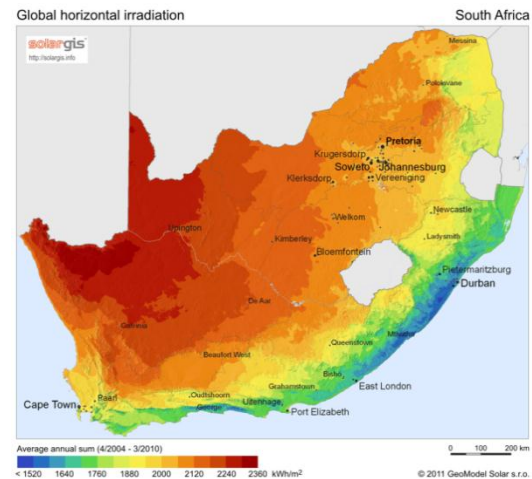 Global horizontal irradiation
South Africa
solargis
http://solargis.info
Messina
Polokwane
Pretoria
Krugersdorp
Soweto
Johannesburg
Klerksdorp
Vereeniging
Welkom
Newcastle
Upington
Kimberley
Ladysmith
Bloemfontein
Pietermaritzburg
Durban
De Aar
Mthatha
Calvinia
Queenstown
Beaufort West
Bisho
East London
Grahamstown
Cape Town
Paarl
Oudtshoorn
Uitenhage
George
Port Elizabeth
Average annual sum (4/2004 - 3/2010)
0 100 200 km
< 1520 1640 1760 1880 2000 2120 2240 2360 kWh/m²
© 2011 GeoModel Solar s.r.o.